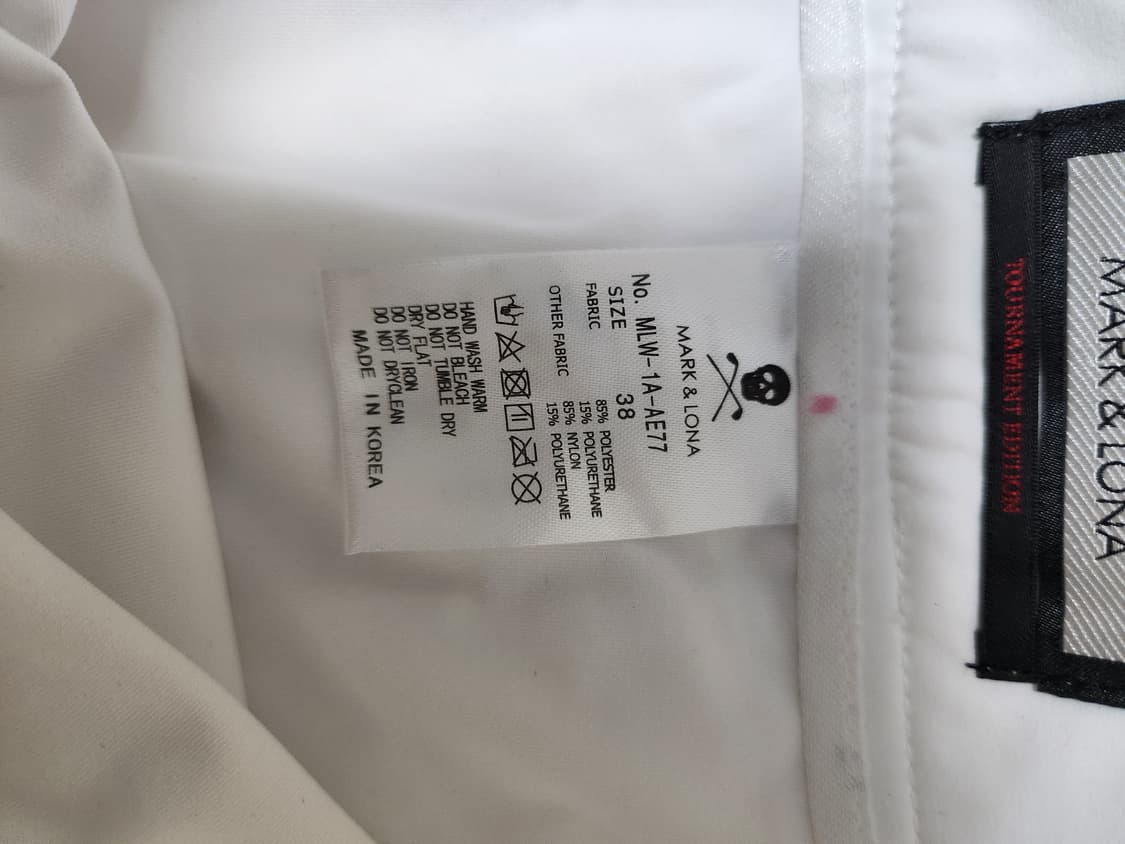 MARK & LONA
TOURNAMENT EDITION
MARK & LONA
No. MLW-1A-AE77
SIZE 38
FABRIC 85% POLYESTER
15% POLYURETHANE
OTHER FABRIC 85% NYLON
15% POLYURETHANE
HAND WASH WARM
DO NOT BLEACH
DO NOT TUMBLE DRY
DRY FLAT
DO NOT IRON
DO NOT DRYCLEAN
MADE IN KOREA